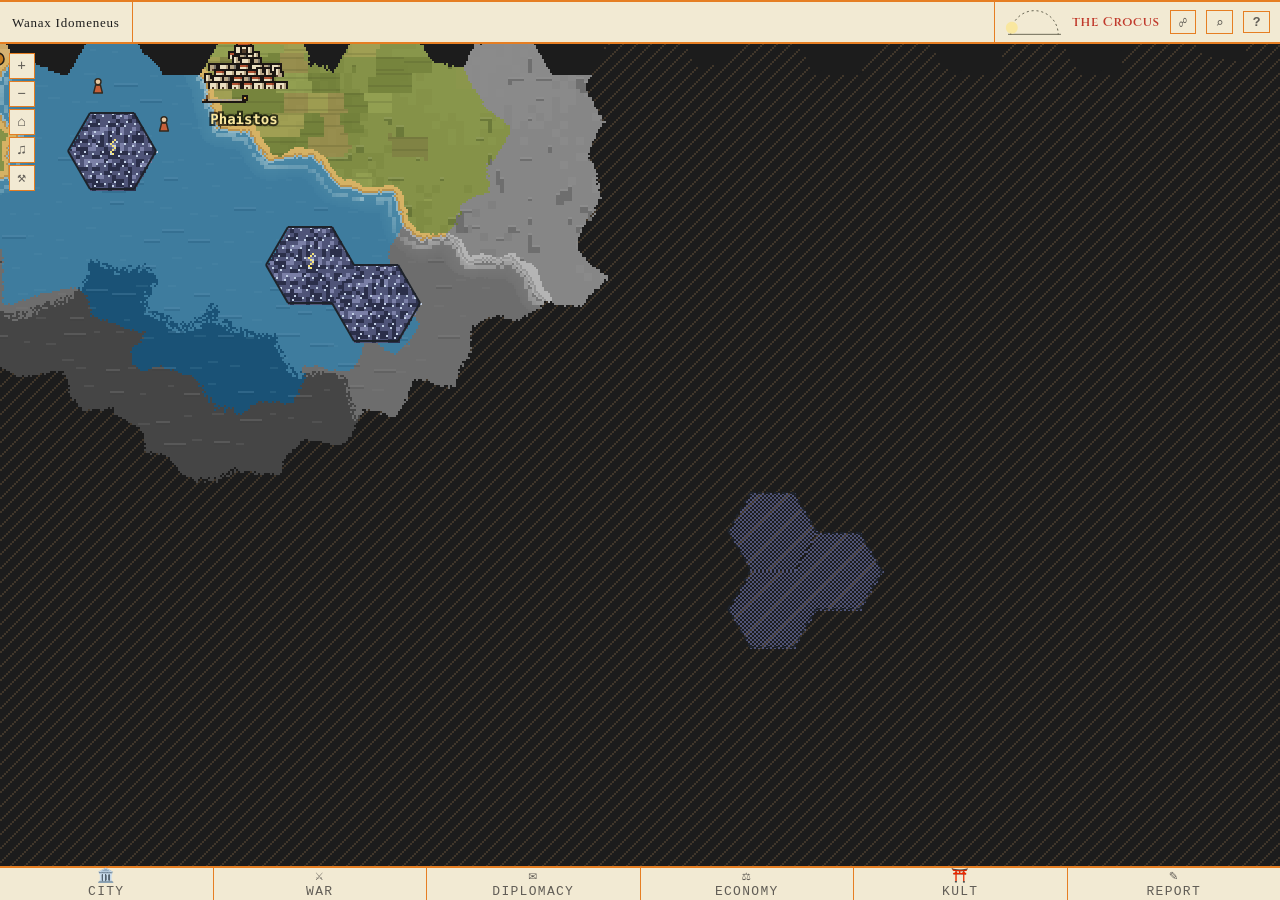 Wanax Idomeneus
THE CROCUS
?
+
−
Phaistos
CITY
WAR
DIPLOMACY
ECONOMY
KULT
REPORT